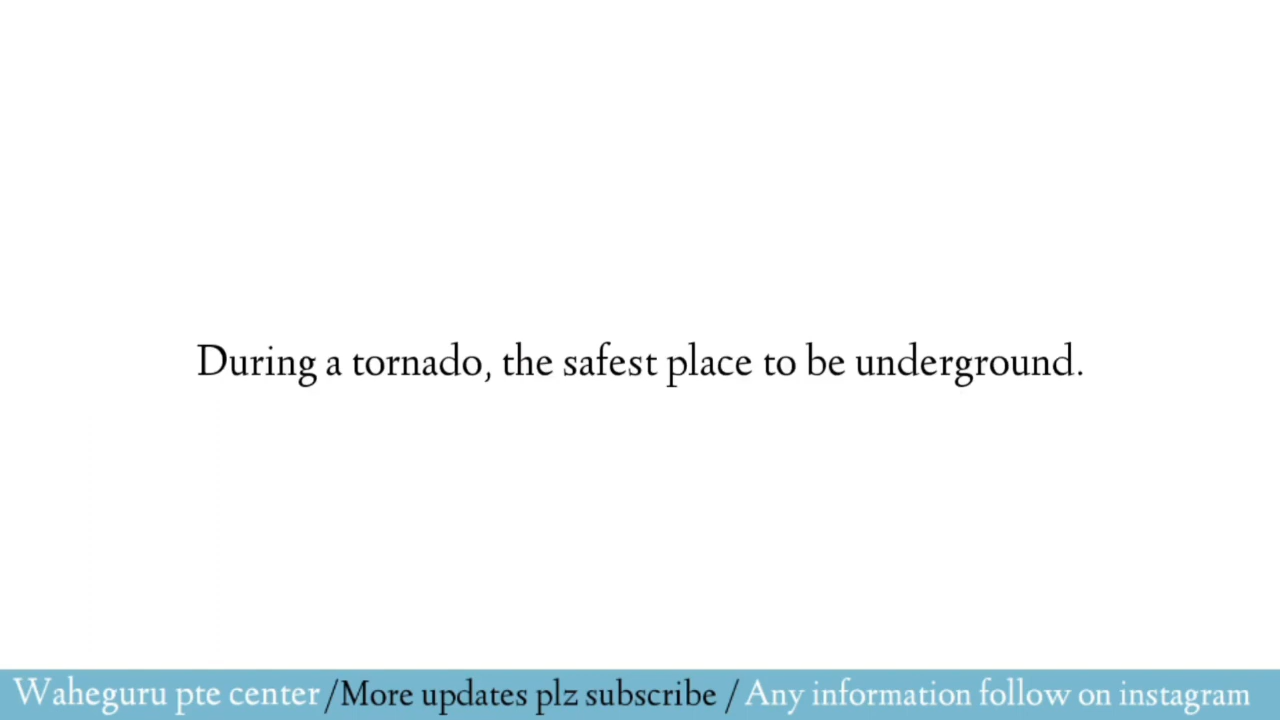 During a tornado, the safest place to be underground.
Waheguru pte center /More updates plz subscribe / Any information follow on instagram